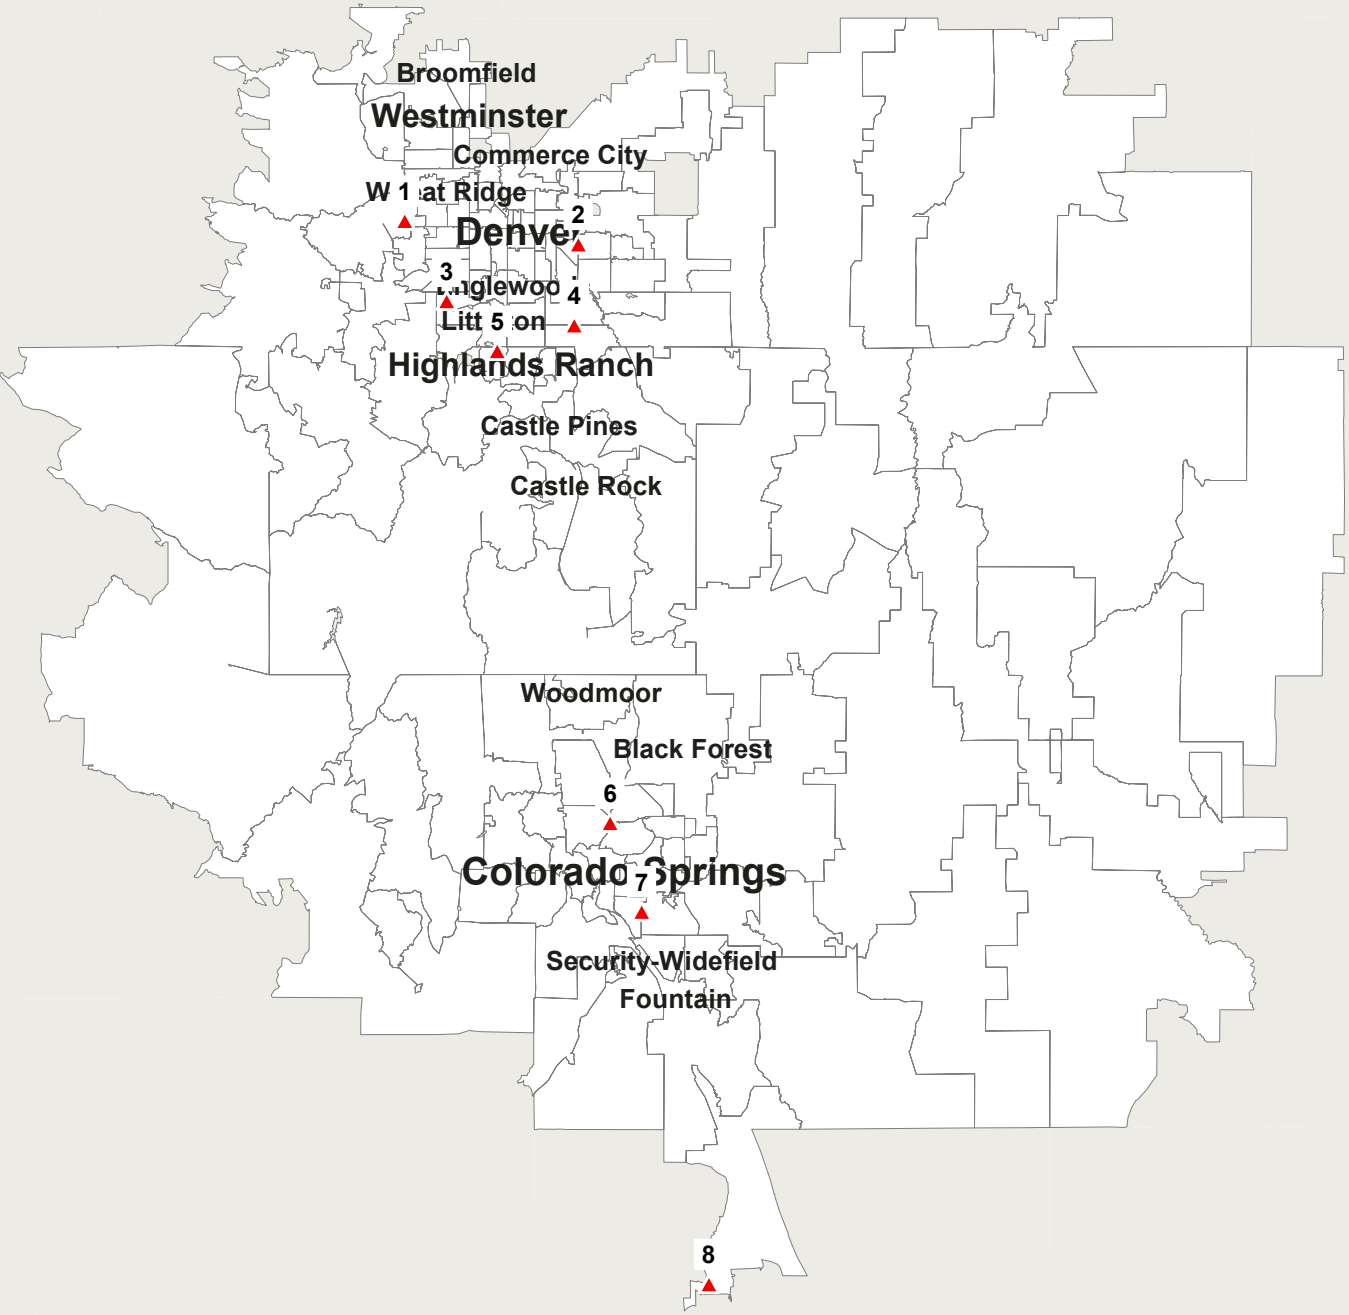 Broomfield
Westminster
Commerce City
W 1 at Ridge
2
Denve
3
nglewoo
4
Litt 5 on
Highlands Ranch
Castle Pines
Castle Rock
Woodmoor
Black Forest
6
Colorado Springs
7
Security-Widefield
Fountain
8